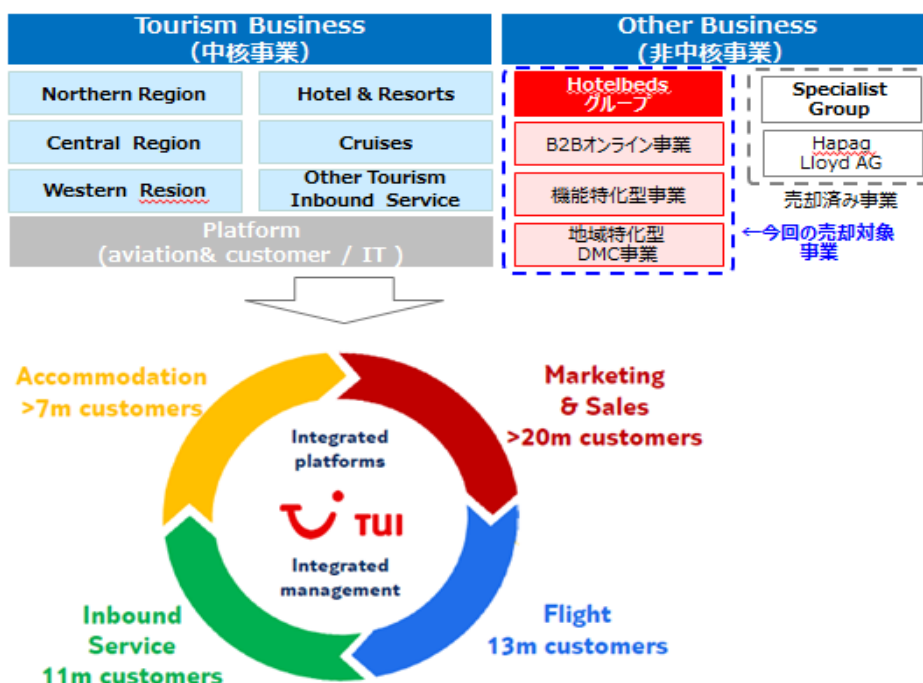 Tourism Business
（中核事業）
Other Business
（非中核事業）
Northern Region
Hotel & Resorts
Central Region
Cruises
Western Resion
Other Tourism
Inbound Service
Platform
(aviation& customer / IT )
Hotelbeds
グループ
B2Bオンライン事業
機能特化型事業
地域特化型
DMC事業
Specialist
Group
Hapag
Lloyd AG
売却済み事業
←今回の売却対象
事業
Accommodation
>7m customers
Marketing
& Sales
>20m customers
Integrated
platforms
TUI
Integrated
management
Inbound
Service
11m customers
Flight
13m customers